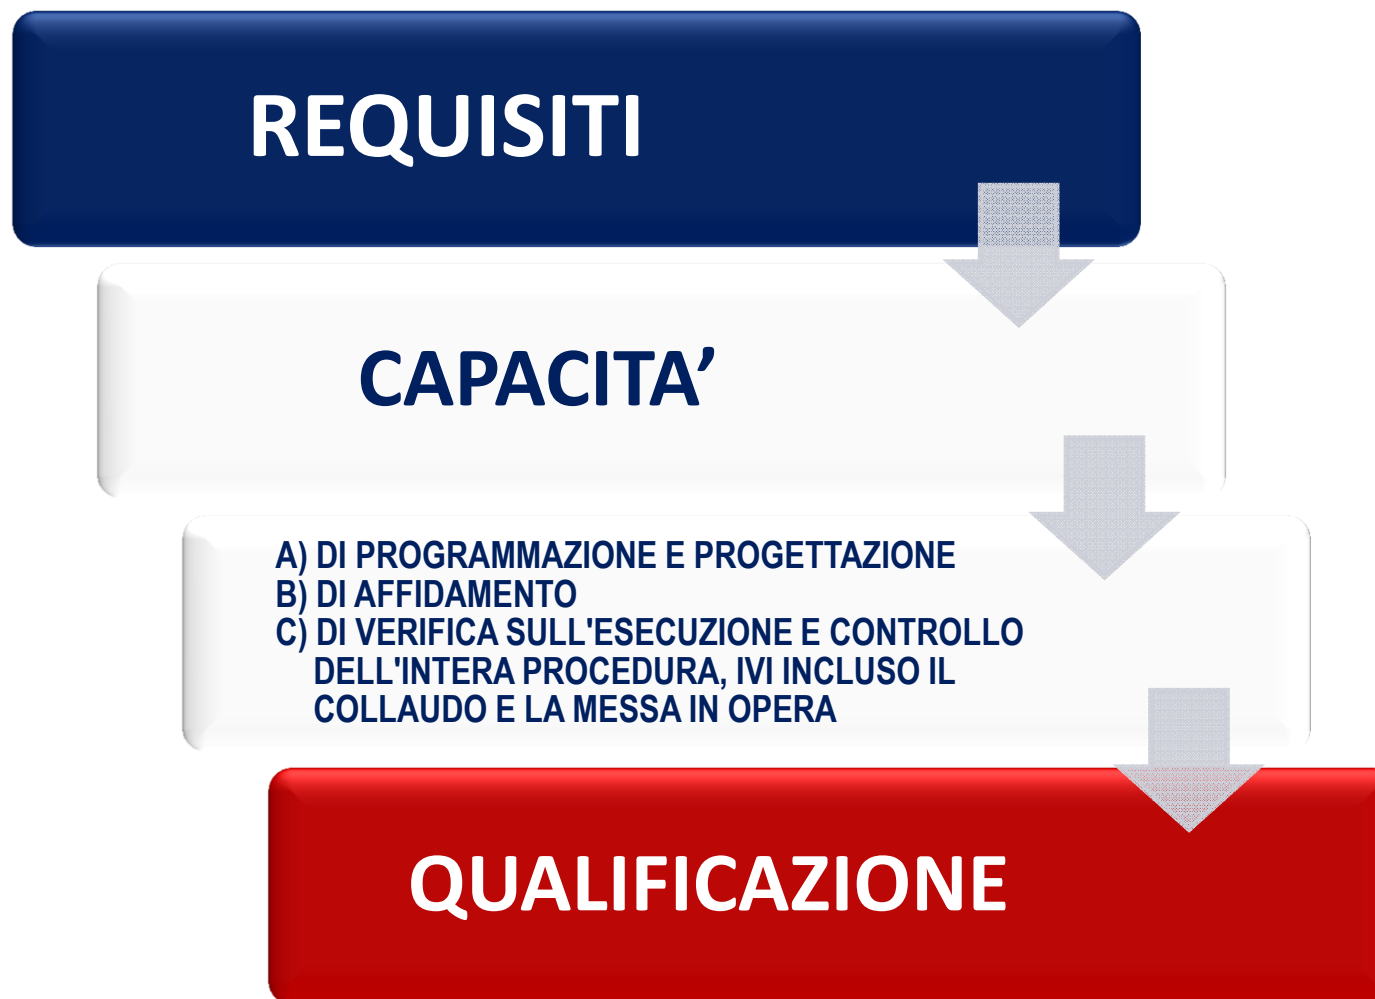 REQUISITI
CAPACITA’
A) DI PROGRAMMAZIONE E PROGETTAZIONE
B) DI AFFIDAMENTO
C) DI VERIFICA SULL'ESECUZIONE E CONTROLLO
DELL'INTERA PROCEDURA, IVI INCLUSO IL
COLLAUDO E LA MESSA IN OPERA
QUALIFICAZIONE